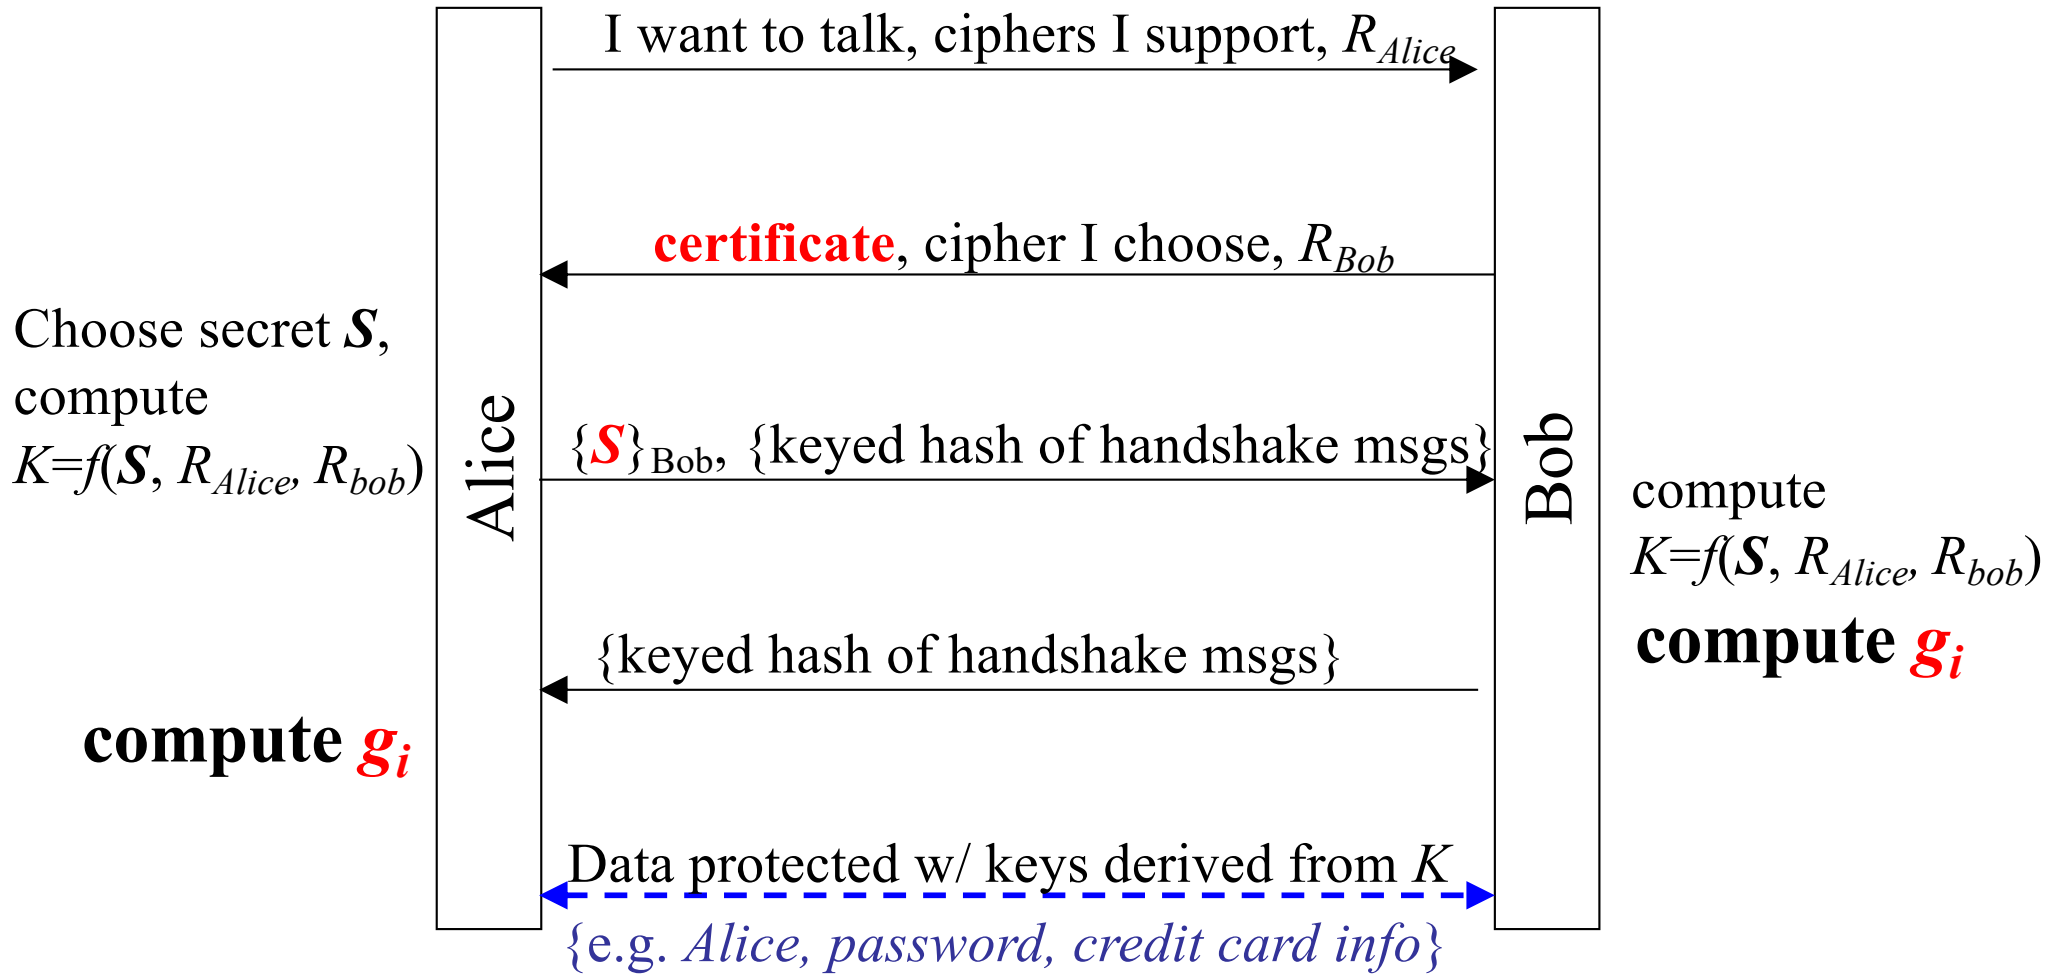 I want to talk, ciphers I support, R_Alice
certificate, cipher I choose, R_Bob
Choose secret S,
compute
K=f(S, R_Alice, R_bob)
Alice
{S}_Bob, {keyed hash of handshake msgs}
Bob
compute
K=f(S, R_Alice, R_bob)
compute g_i
{keyed hash of handshake msgs}
compute g_i
Data protected w/ keys derived from K
{e.g. Alice, password, credit card info}